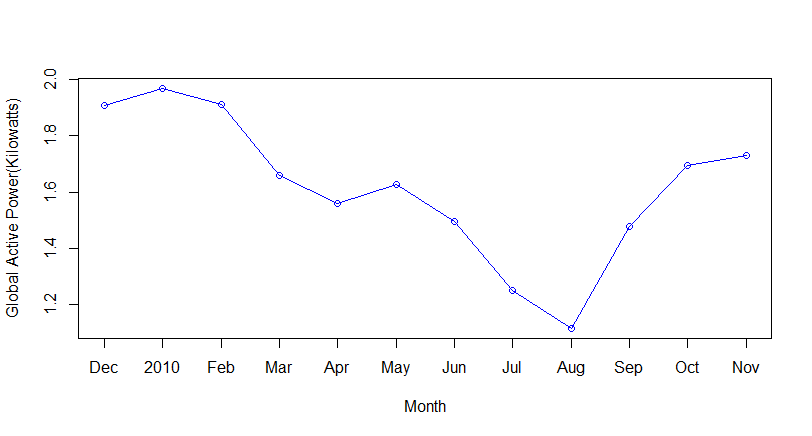 Global Active Power(Kilowatts)
2.0
1.8
1.6
1.4
1.2
Dec 2010 Feb Mar Apr May Jun Jul Aug Sep Oct Nov
Month